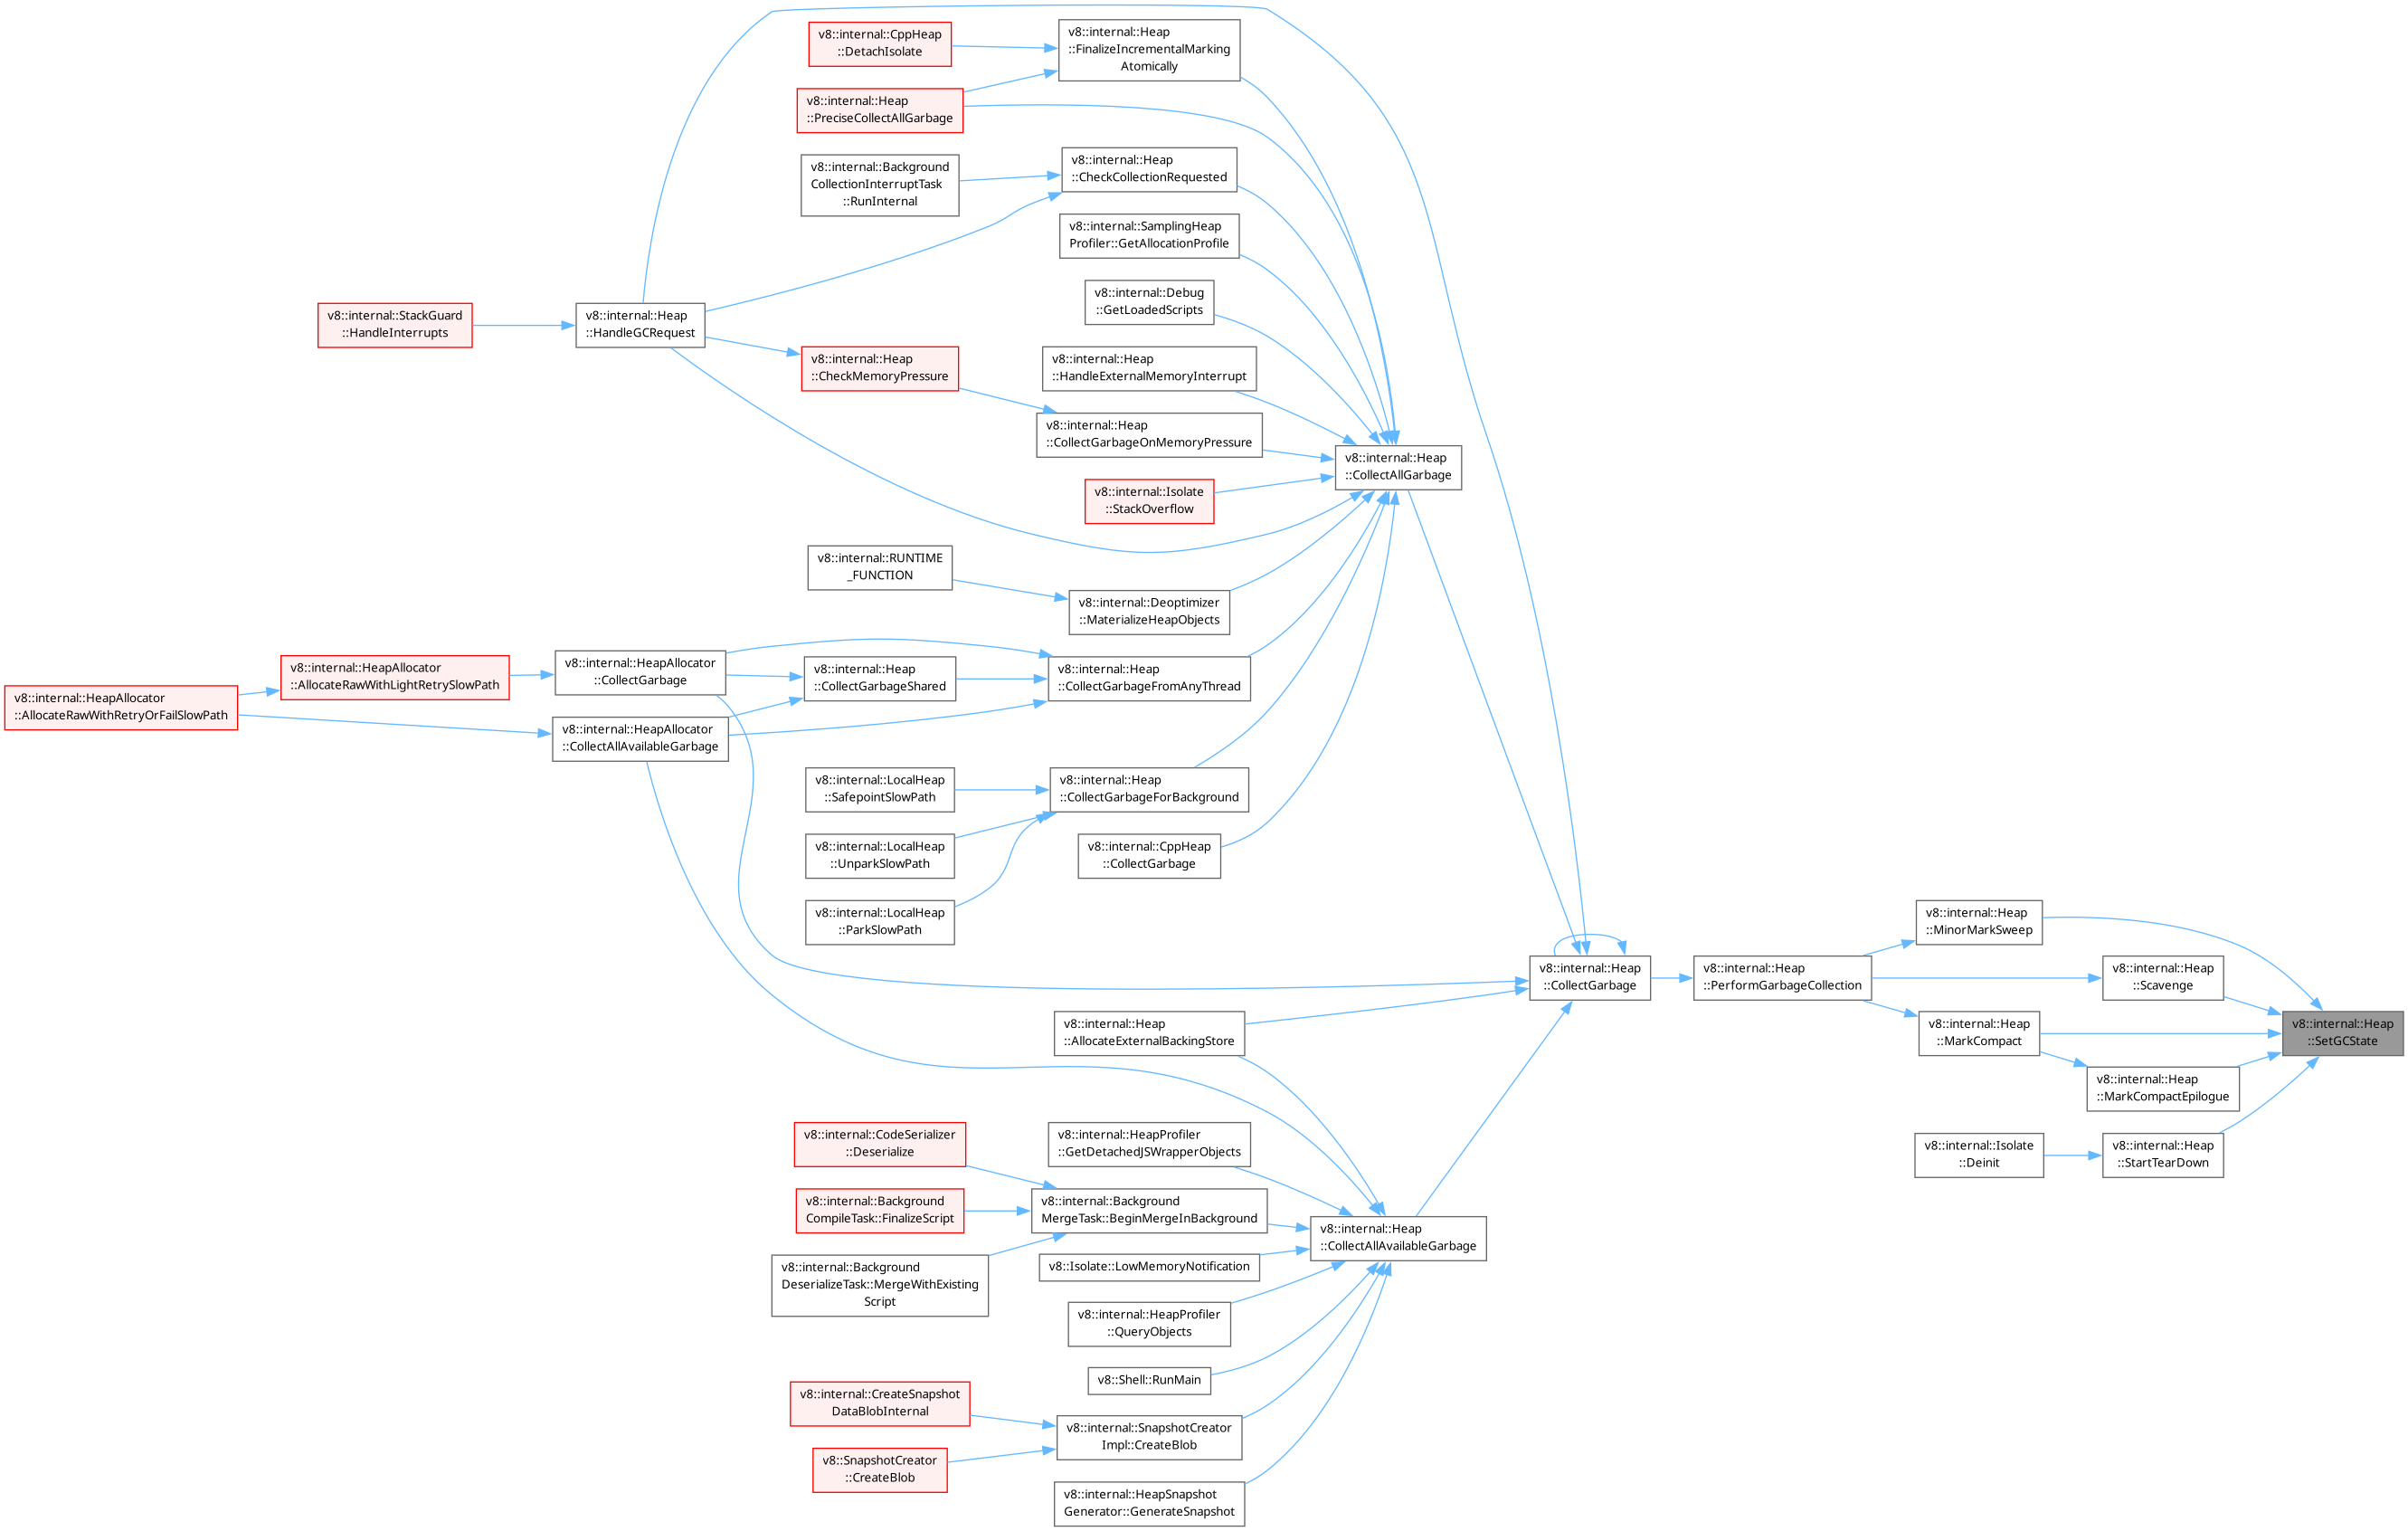 v8::internal::CppHeap
::DetachIsolate
v8::internal::Heap
::FinalizeIncrementalMarking
Atomically
v8::internal::Heap
::PreciseCollectAllGarbage
v8::internal::Background
CollectionInterruptTask
::RunInternal
v8::internal::Heap
::CheckCollectionRequested
v8::internal::SamplingHeap
Profiler::GetAllocationProfile
v8::internal::Debug
::GetLoadedScripts
v8::internal::StackGuard
::HandleInterrupts
v8::internal::Heap
::HandleGCRequest
v8::internal::Heap
::CheckMemoryPressure
v8::internal::Heap
::HandleExternalMemoryInterrupt
v8::internal::Heap
::CollectGarbageOnMemoryPressure
v8::internal::Heap
::CollectAllGarbage
v8::internal::Isolate
::StackOverflow
v8::internal::RUNTIME
_FUNCTION
v8::internal::Deoptimizer
::MaterializeHeapObjects
v8::internal::HeapAllocator
::AllocateRawWithRetryOrFailSlowPath
v8::internal::HeapAllocator
::AllocateRawWithLightRetrySlowPath
v8::internal::HeapAllocator
::CollectGarbage
v8::internal::Heap
::CollectGarbageShared
v8::internal::Heap
::CollectGarbageFromAnyThread
v8::internal::HeapAllocator
::CollectAllAvailableGarbage
v8::internal::LocalHeap
::SafepointSlowPath
v8::internal::Heap
::CollectGarbageForBackground
v8::internal::LocalHeap
::UnparkSlowPath
v8::internal::CppHeap
::CollectGarbage
v8::internal::LocalHeap
::ParkSlowPath
v8::internal::Heap
::CollectGarbage
v8::internal::Heap
::PerformGarbageCollection
v8::internal::Heap
::MinorMarkSweep
v8::internal::Heap
::Scavenge
v8::internal::Heap
::MarkCompact
v8::internal::Heap
::SetGCState
v8::internal::Heap
::MarkCompactEpilogue
v8::internal::Isolate
::Deinit
v8::internal::Heap
::StartTearDown
v8::internal::Heap
::AllocateExternalBackingStore
v8::internal::CodeSerializer
::Deserialize
v8::internal::HeapProfiler
::GetDetachedJSWrapperObjects
v8::internal::Background
CompileTask::FinalizeScript
v8::internal::Background
MergeTask::BeginMergeInBackground
v8::internal::Heap
::CollectAllAvailableGarbage
v8::internal::Background
DeserializeTask::MergeWithExisting
Script
v8::Isolate::LowMemoryNotification
v8::internal::HeapProfiler
::QueryObjects
v8::Shell::RunMain
v8::internal::CreateSnapshot
DataBlobInternal
v8::internal::SnapshotCreator
Impl::CreateBlob
v8::SnapshotCreator
::CreateBlob
v8::internal::HeapSnapshot
Generator::GenerateSnapshot